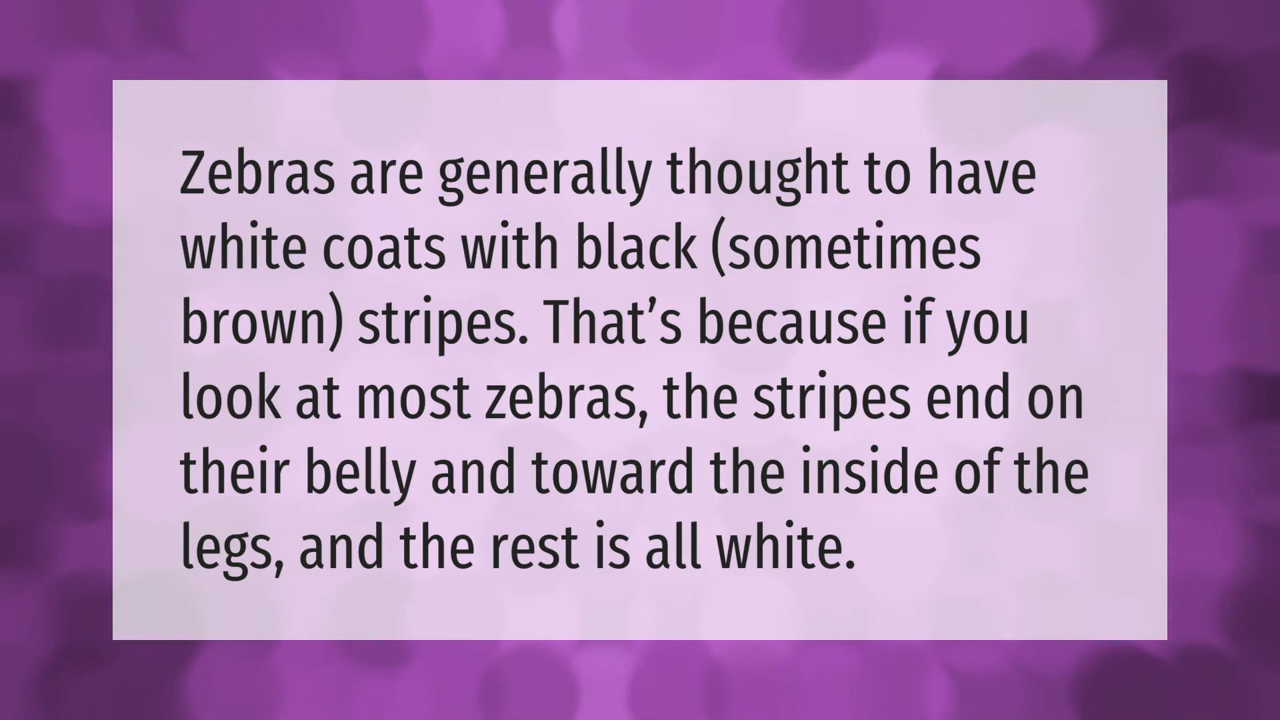 Zebras are generally thought to have
white coats with black (sometimes
brown) stripes. That’s because if you
look at most zebras, the stripes end on
their belly and toward the inside of the
legs, and the rest is all white.